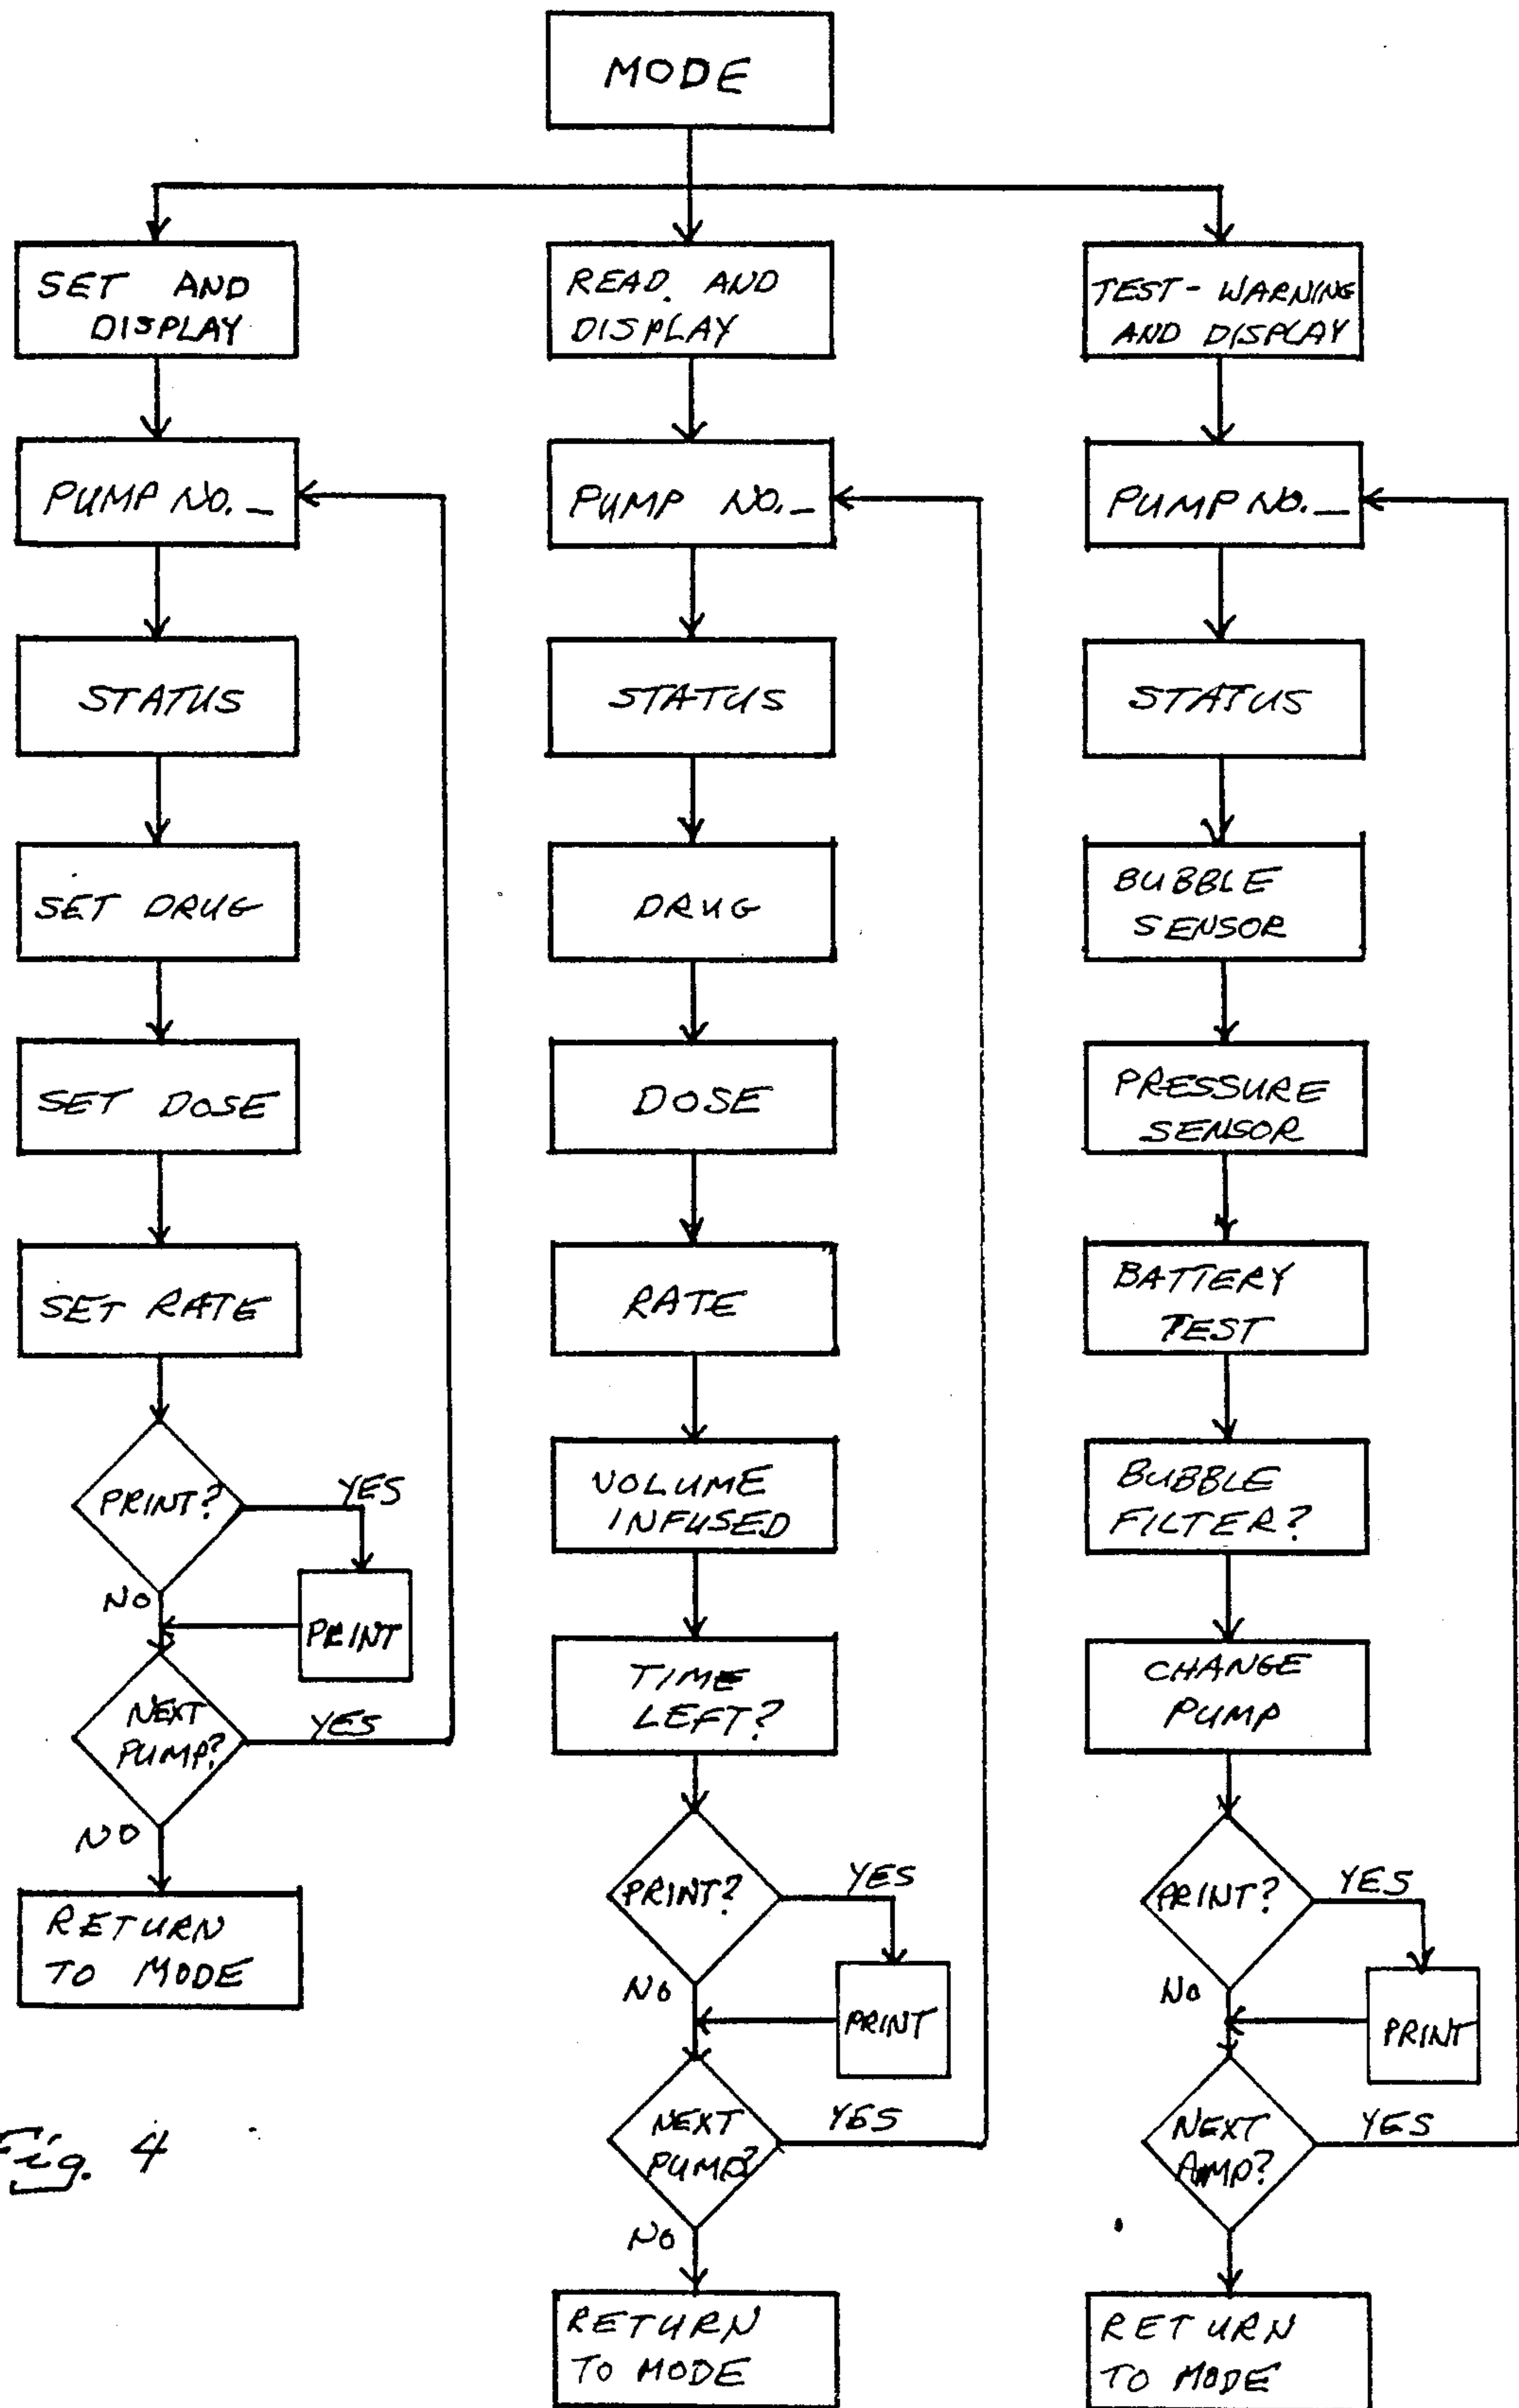 MODE
SET AND
DISPLAY
PUMP NO. _
STATUS
SET DRUG
SET DOSE
SET RATE
PRINT?
YES
NO
PRINT
NEXT
PUMP?
YES
NO
RETURN
TO MODE
READ. AND
DISPLAY
PUMP NO. _
STATUS
DRUG
DOSE
RATE
VOLUME
INFUSED
TIME
LEFT?
PRINT?
YES
NO
PRINT
NEXT
PUMP?
YES
NO
RETURN
TO MODE
TEST - WARNING
AND DISPLAY
PUMP NO. _
STATUS
BUBBLE
SENSOR
PRESSURE
SENSOR
BATTERY
TEST
BUBBLE
FILTER?
CHANGE
PUMP
PRINT?
YES
NO
PRINT
NEXT
PUMP?
YES
RETURN
TO MODE
Fig. 4